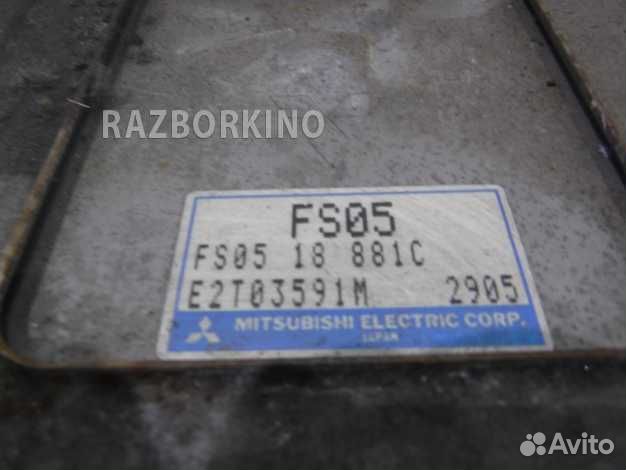 RAZBORKINO
FS05
FS05 18 881C
E2T03591M 2905
MITSUBISHI ELECTRIC CORP.
JAPAN
Avito